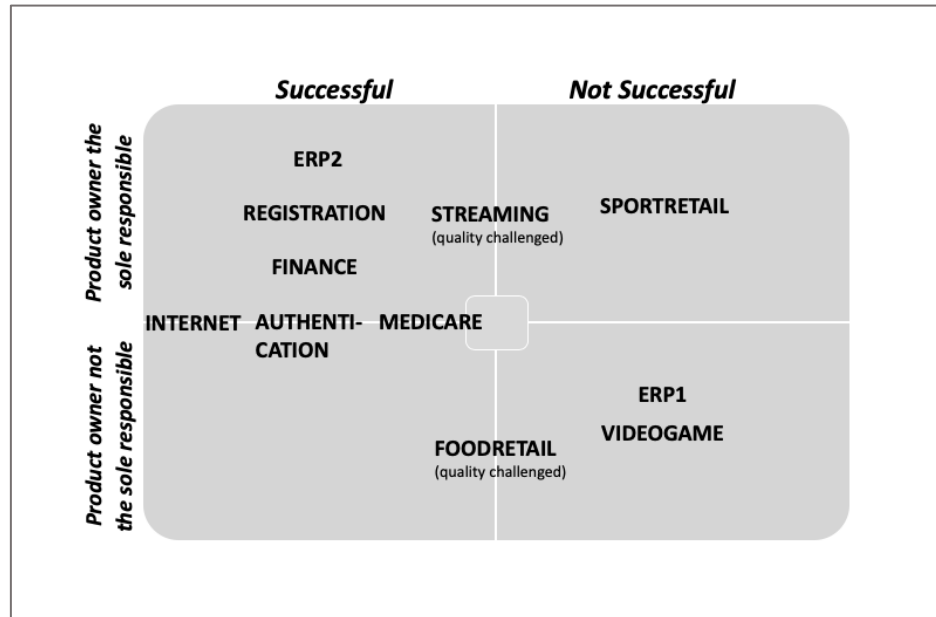 Successful
Not Successful
Product owner the
sole responsible
ERP2
REGISTRATION
STREAMING
(quality challenged)
SPORTRETAIL
FINANCE
INTERNET
AUTHENTI-
CATION
MEDICARE
Product owner not
the sole responsible
ERP1
VIDEOGAME
FOODRETAIL
(quality challenged)